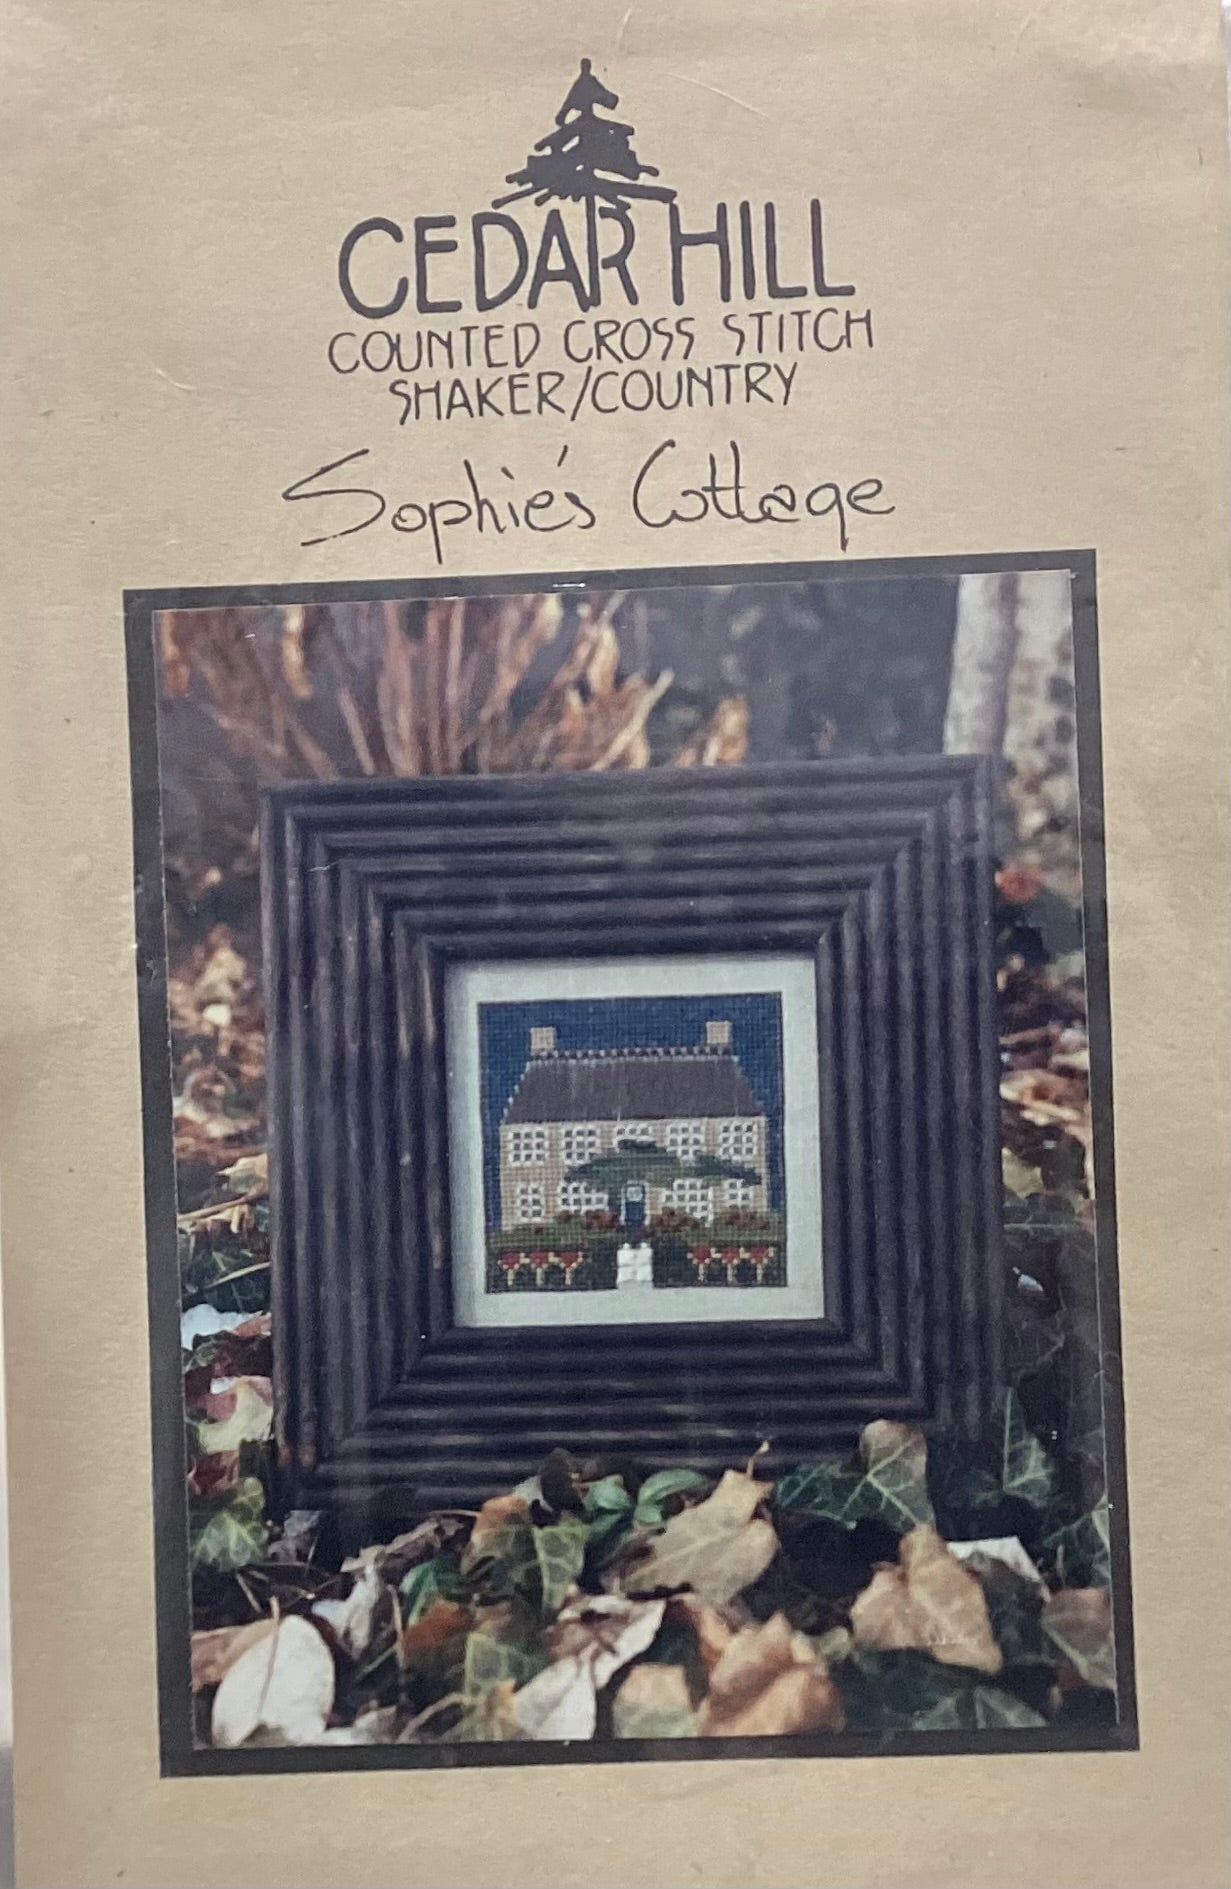 CEDAR HILL
COUNTED CROSS STITCH
SHAKER/COUNTRY
Sophie's Cottage